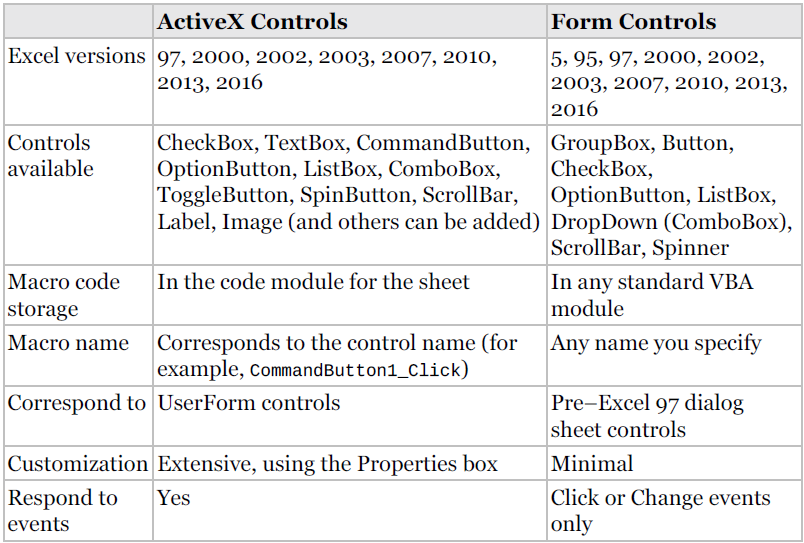 ActiveX Controls
Form Controls
Excel versions
97, 2000, 2002, 2003, 2007, 2010,
2013, 2016
5, 95, 97, 2000, 2002,
2003, 2007, 2010, 2013,
2016
Controls
available
CheckBox, TextBox, CommandButton,
OptionButton, ListBox, ComboBox,
ToggleButton, SpinButton, ScrollBar,
Label, Image (and others can be added)
GroupBox, Button,
CheckBox,
OptionButton, ListBox,
DropDown (ComboBox),
ScrollBar, Spinner
Macro code
storage
In the code module for the sheet
In any standard VBA
module
Macro name
Corresponds to the control name (for
example, CommandButton1_Click)
Any name you specify
Correspond to
UserForm controls
Pre–Excel 97 dialog
sheet controls
Customization
Extensive, using the Properties box
Minimal
Respond to
events
Yes
Click or Change events
only